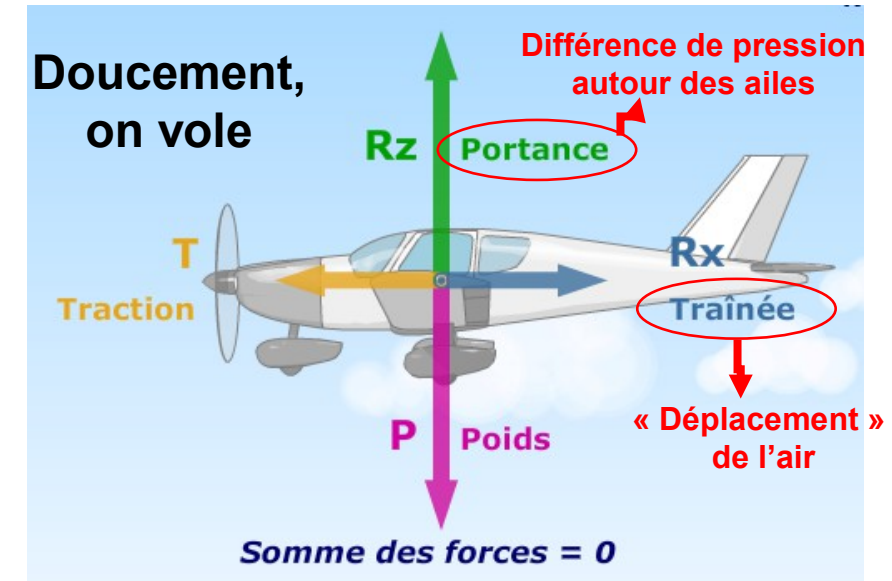 Doucement,
on vole
Différence de pression
autour des ailes
Rz Portance
T
Traction
Rx
Traînée
« Déplacement »
de l’air
P Poids
Somme des forces = 0